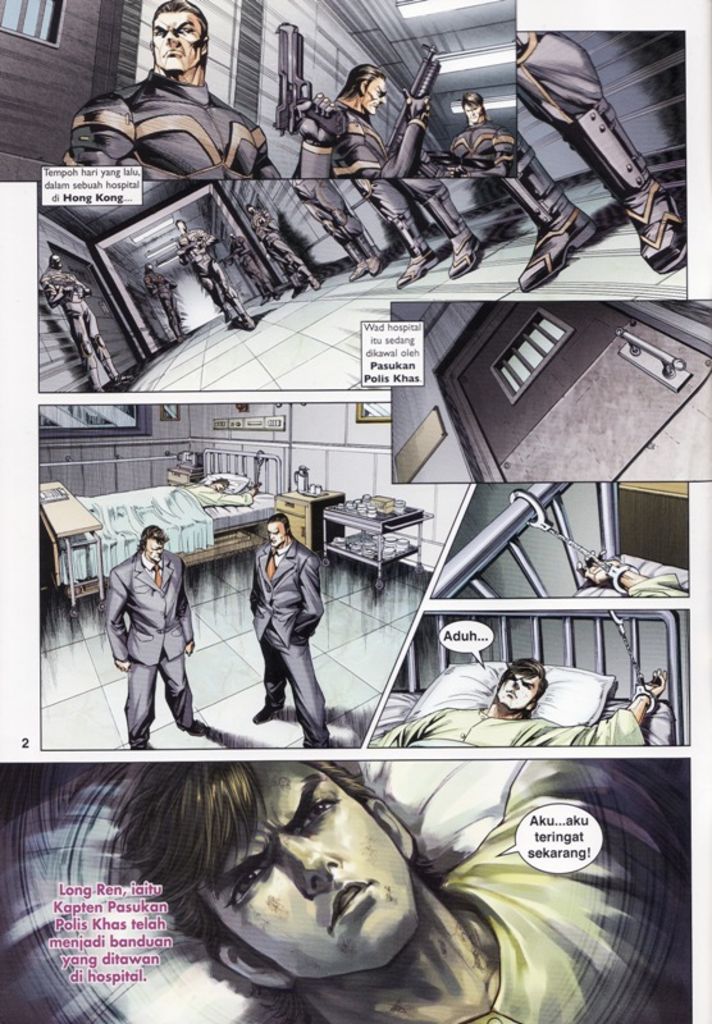 Tempoh hari yang lalu,
dalam sebuah hospital
di Hong Kong...
Wad hospital
itu sedang
dikawal oleh
Pasukan
Polis Khas.
Aduh...
2
Aku...aku
teringat
sekarang!
Long Ren, iaitu
Kapten Pasukan
Polis Khas telah
menjadi banduan
yang ditawan
di hospital.